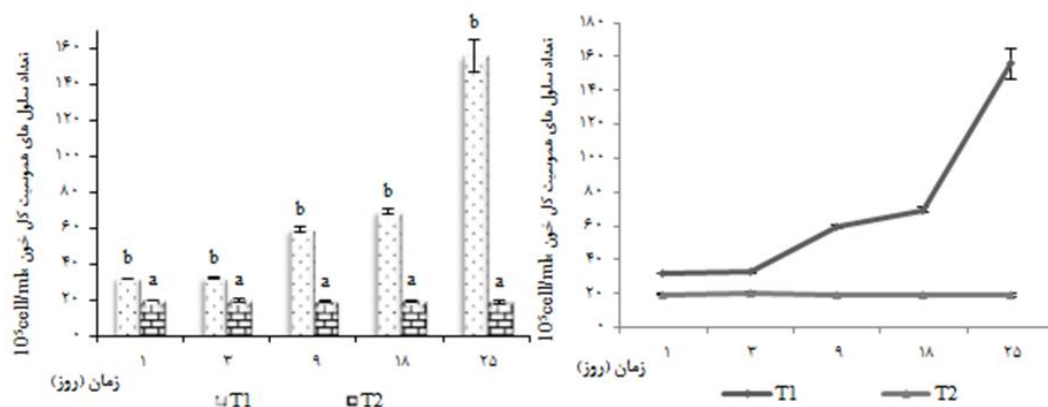 تعداد سلول های هموسیت کل خون ×10⁵cell/ml
۱۶۰
۱۴۰
۱۲۰
۱۰۰
۸۰
۶۰
۴۰
۲۰
۰
b a b a b a b a b a
۱ ۳ ۹ ۱۸ ۲۵
زمان (روز)
T1 T2
تعداد سلول های هموسیت کل خون ×10⁵cell/ml
۱۸۰
۱۶۰
۱۴۰
۱۲۰
۱۰۰
۸۰
۶۰
۴۰
۲۰
۰
۱ ۳ ۹ ۱۸ ۲۵
زمان (روز)
T1 T2